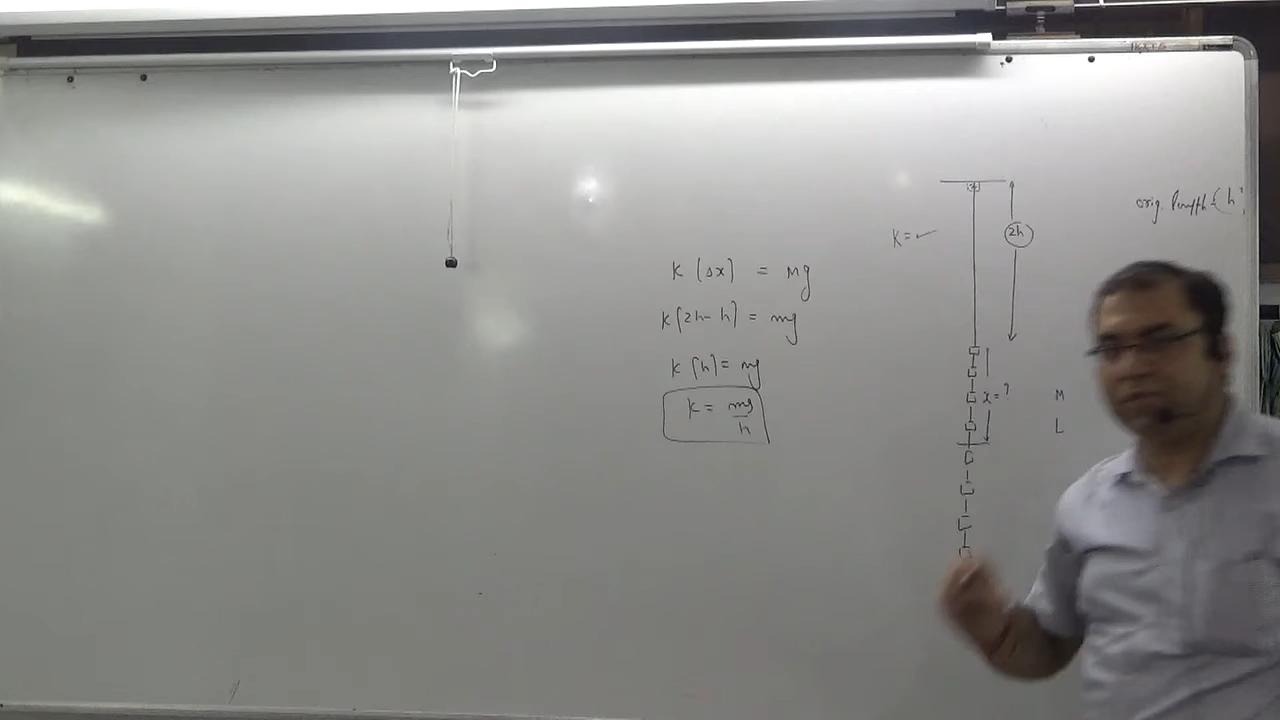 orig. length = (h)
K = ✓
2h
K (Δx) = Mg
K (2h - h) = mg
K (h) = mg
K = mg/h
x = ?
M
L